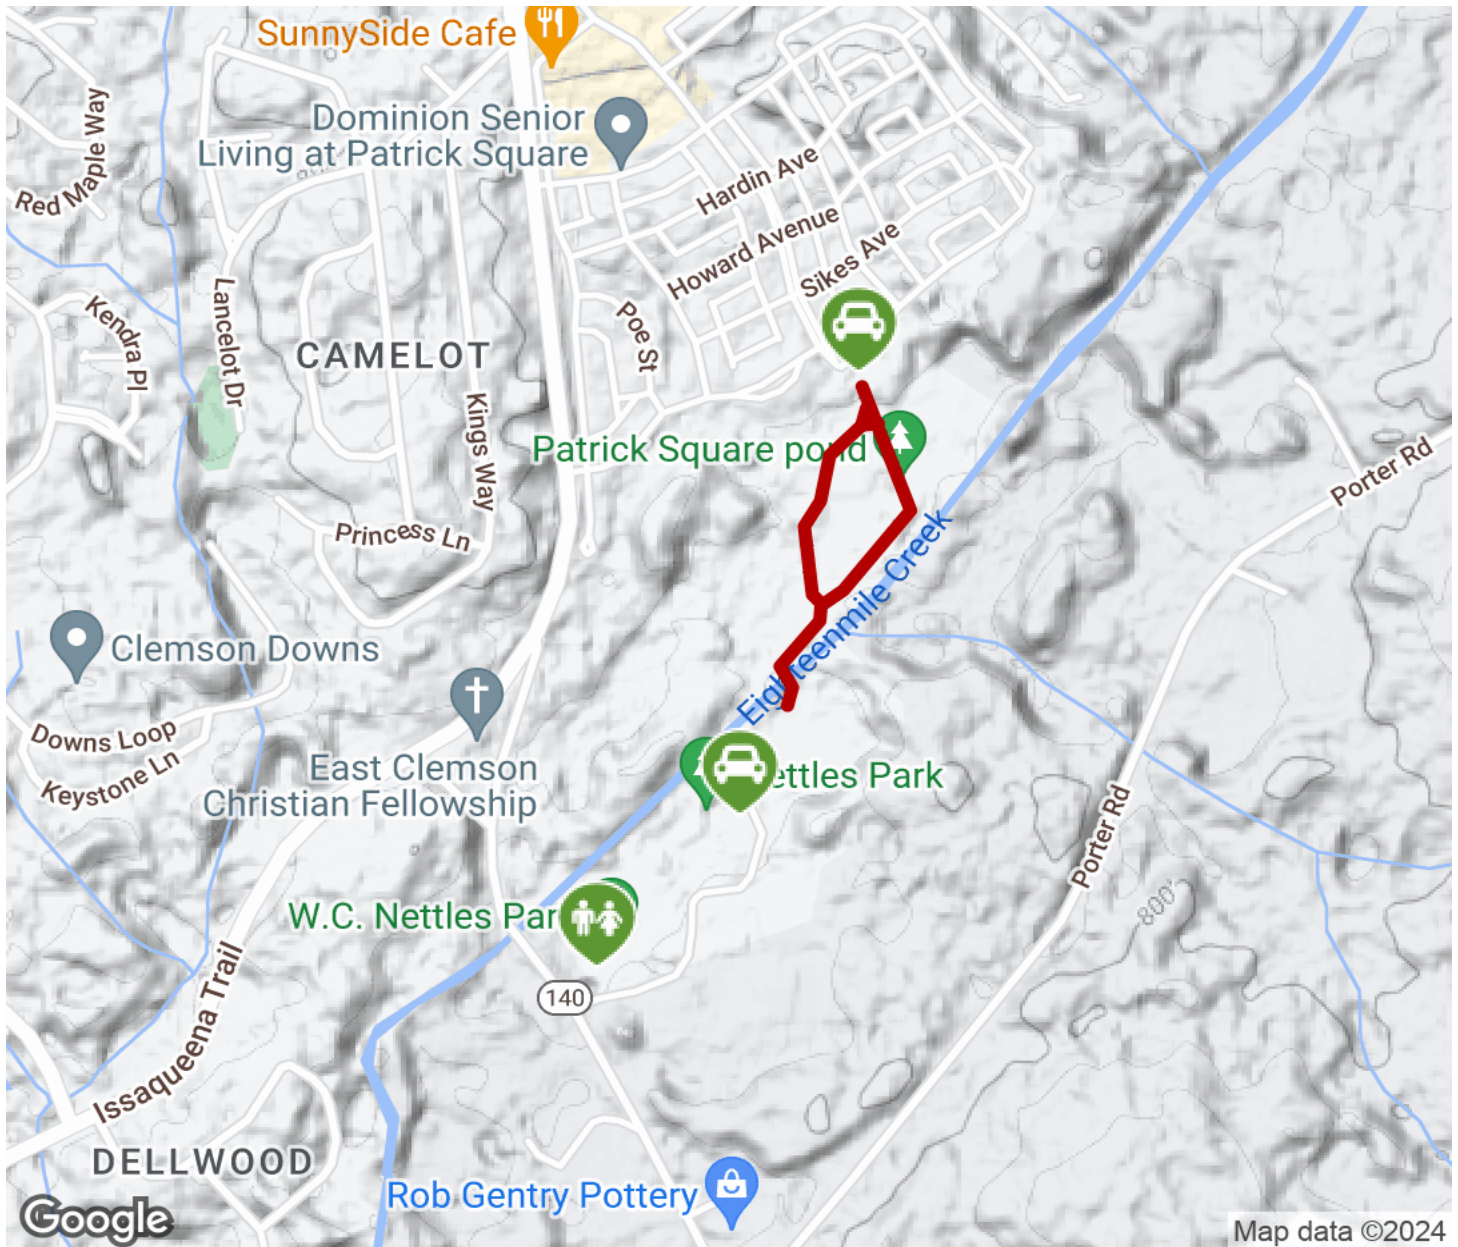 SunnySide Cafe
Dominion Senior
Living at Patrick Square
Red Maple Way
Hardin Ave
Howard Avenue
Sikes Ave
Lancelot Dr
Kendra Pl
Poe St
CAMELOT
Kings Way
Patrick Square pond
Porter Rd
Princess Ln
Eighteenmile Creek
Clemson Downs
Downs Loop
Keystone Ln
East Clemson
Christian Fellowship
ettles Park
Porter Rd
800'
W.C. Nettles Par
140
Issaqueena Trail
DELLWOOD
Rob Gentry Pottery
Google
Map data ©2024